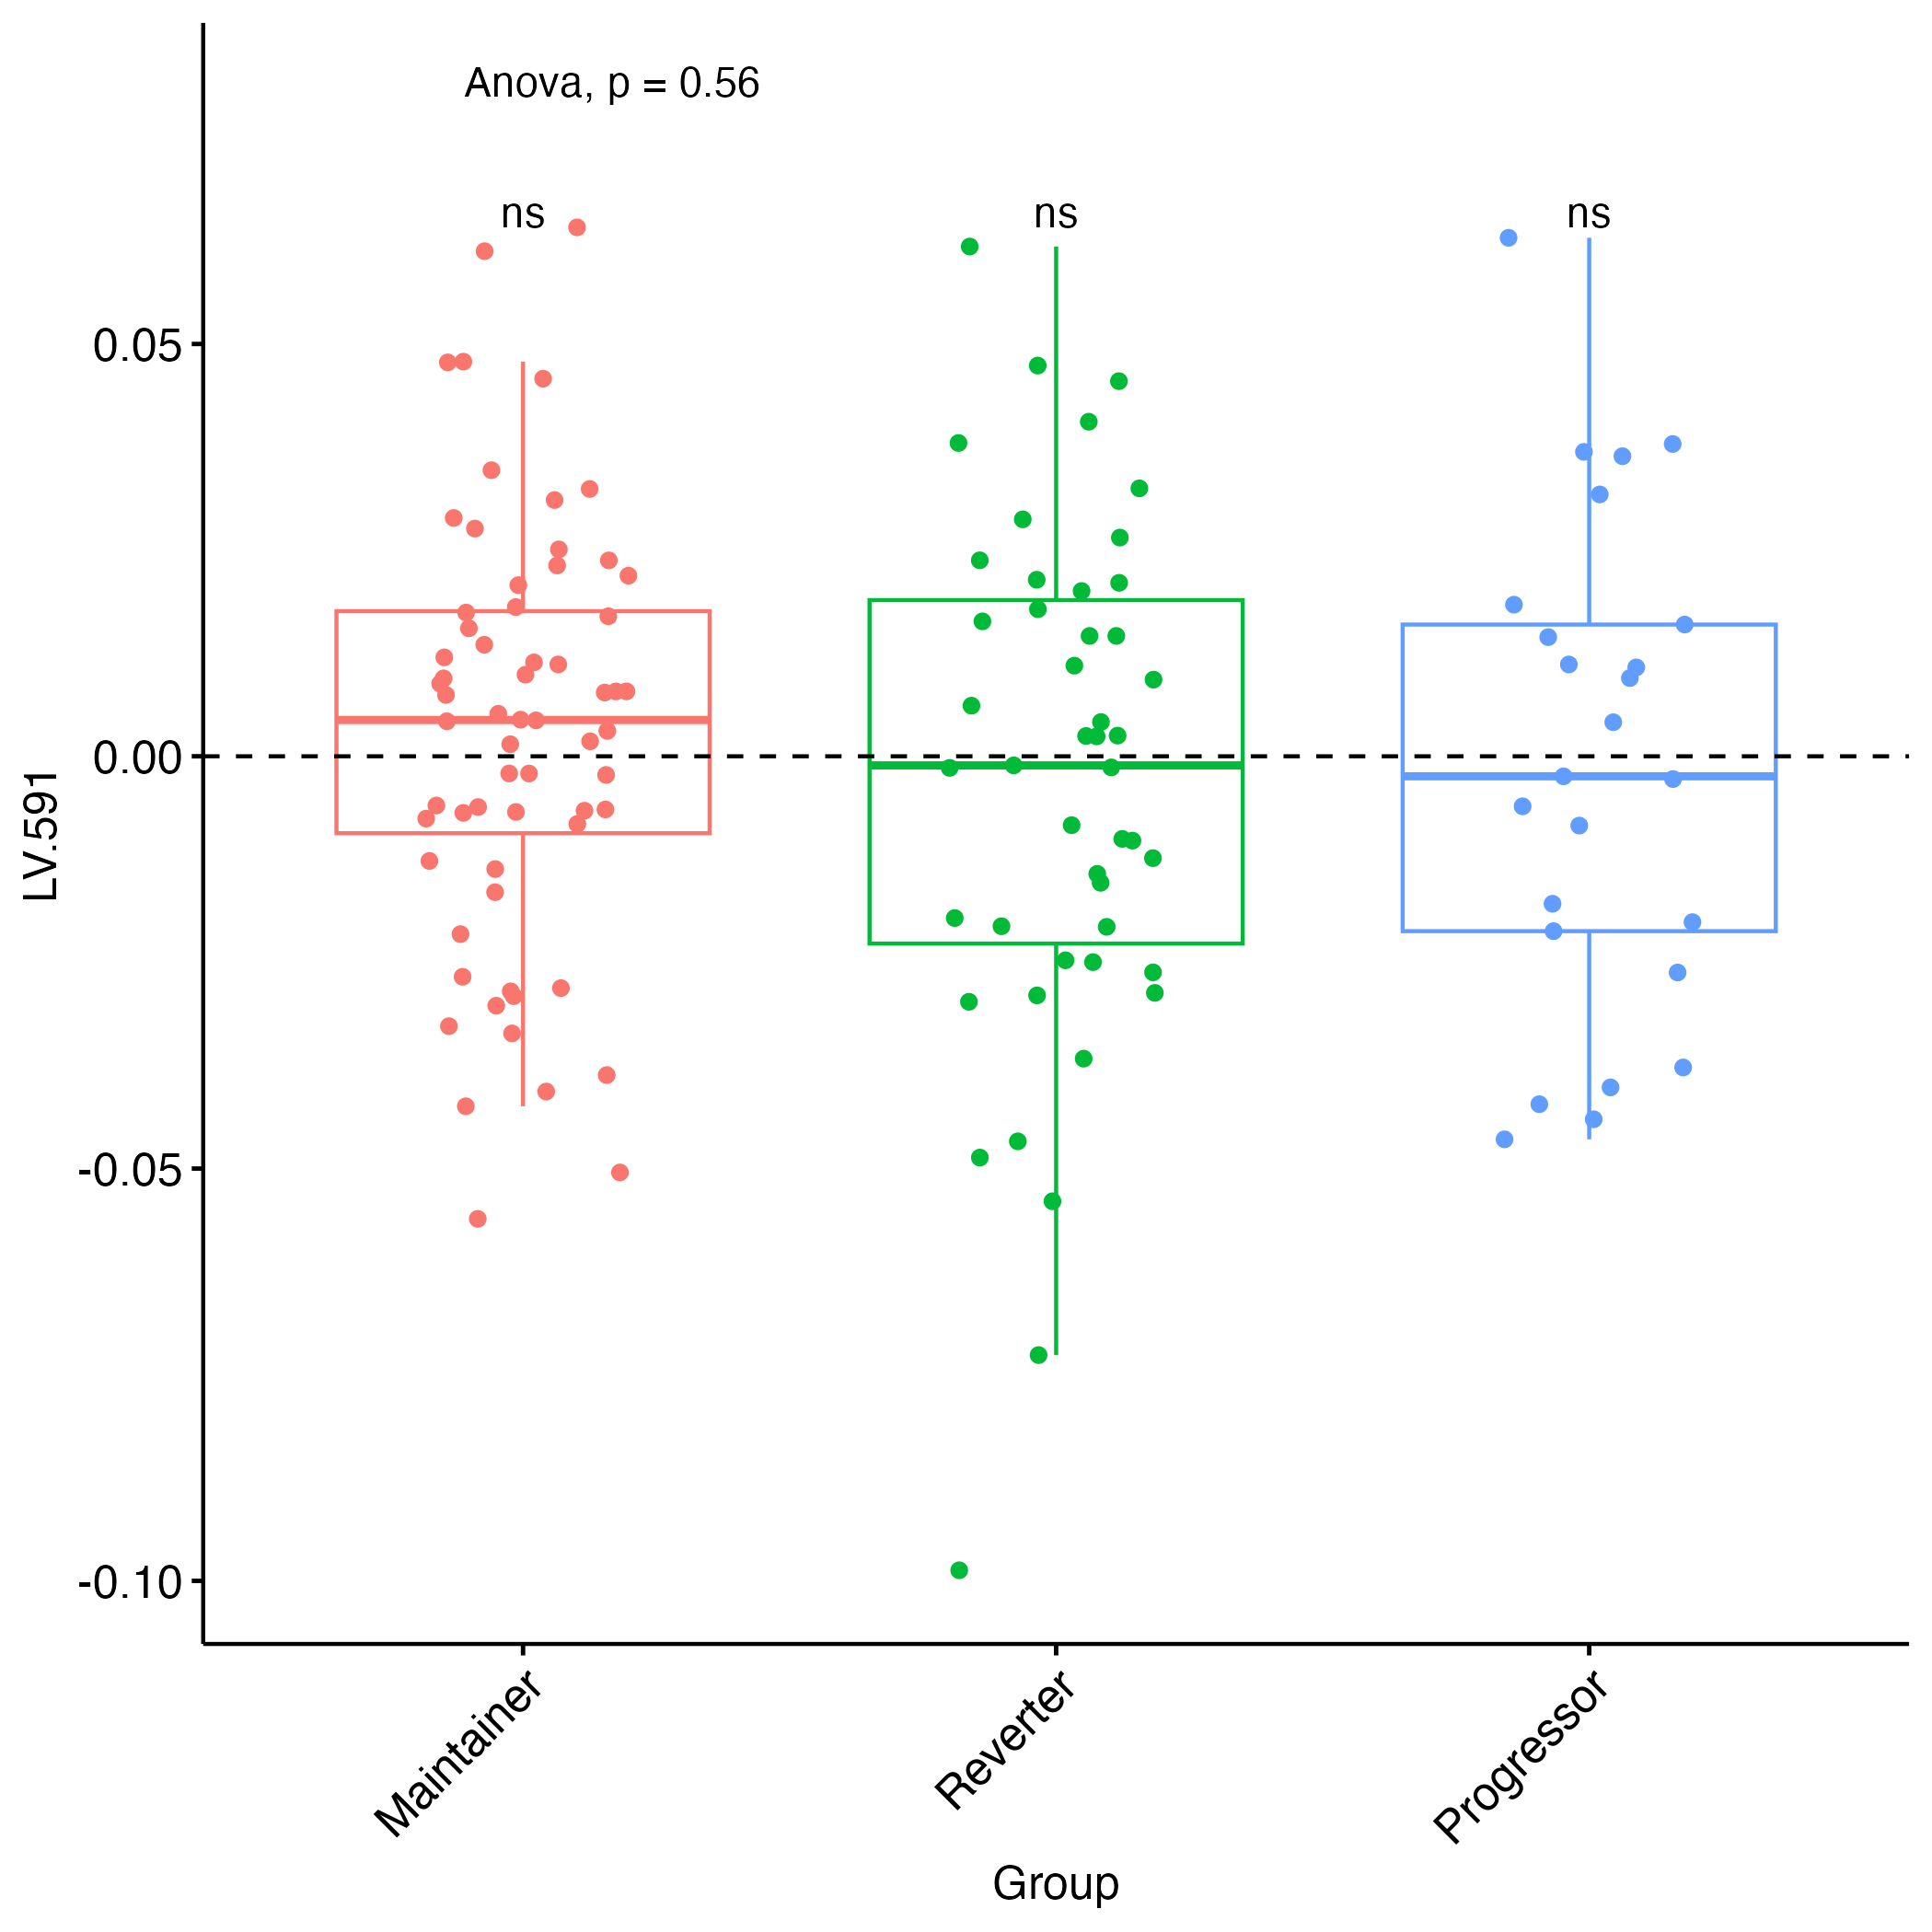 Anova, p = 0.56
ns ns ns
0.05
0.00
-0.05
-0.10
LV.591
Maintainer
Reverter
Progressor
Group